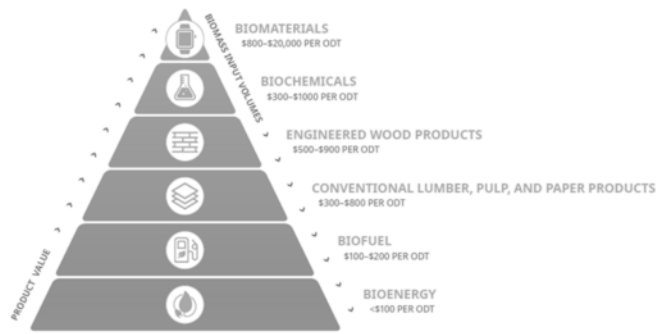 BIOMATERIALS
$800–$20,000 PER ODT
BIOMASS INPUT VOLUMES
BIOCHEMICALS
$300–$1000 PER ODT
ENGINEERED WOOD PRODUCTS
$500–$900 PER ODT
CONVENTIONAL LUMBER, PULP, AND PAPER PRODUCTS
$300–$800 PER ODT
BIOFUEL
$100–$200 PER ODT
PRODUCT VALUE
BIOENERGY
<$100 PER ODT